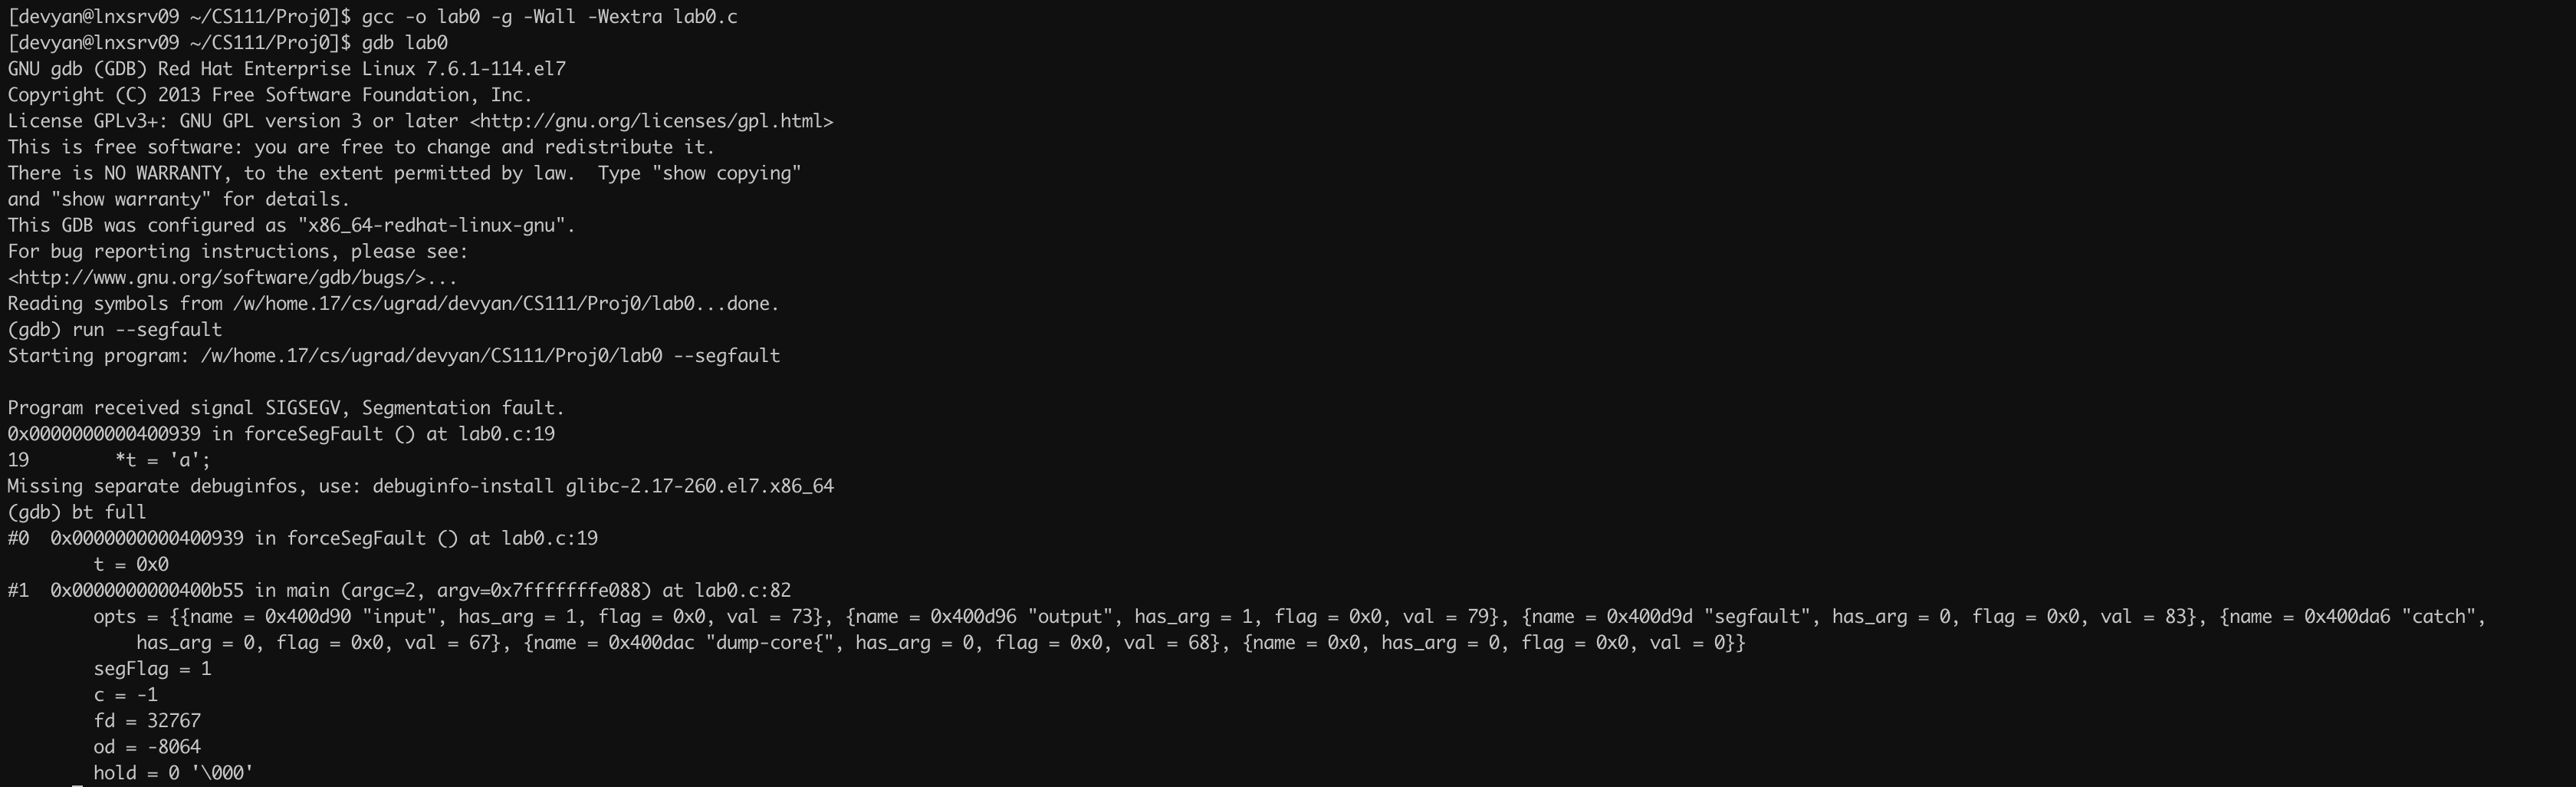 [devyan@lnxsrv09 ~/CS111/Proj0]$ gcc -o lab0 -g -Wall -Wextra lab0.c
[devyan@lnxsrv09 ~/CS111/Proj0]$ gdb lab0
GNU gdb (GDB) Red Hat Enterprise Linux 7.6.1-114.el7
Copyright (C) 2013 Free Software Foundation, Inc.
License GPLv3+: GNU GPL version 3 or later <http://gnu.org/licenses/gpl.html>
This is free software: you are free to change and redistribute it.
There is NO WARRANTY, to the extent permitted by law.  Type "show copying"
and "show warranty" for details.
This GDB was configured as "x86_64-redhat-linux-gnu".
For bug reporting instructions, please see:
<http://www.gnu.org/software/gdb/bugs/>...
Reading symbols from /w/home.17/cs/ugrad/devyan/CS111/Proj0/lab0...done.
(gdb) run --segfault
Starting program: /w/home.17/cs/ugrad/devyan/CS111/Proj0/lab0 --segfault

Program received signal SIGSEGV, Segmentation fault.
0x0000000000400939 in forceSegFault () at lab0.c:19
19        *t = 'a';
Missing separate debuginfos, use: debuginfo-install glibc-2.17-260.el7.x86_64
(gdb) bt full
#0  0x0000000000400939 in forceSegFault () at lab0.c:19
        t = 0x0
#1  0x0000000000400b55 in main (argc=2, argv=0x7fffffffe088) at lab0.c:82
        opts = {{name = 0x400d90 "input", has_arg = 1, flag = 0x0, val = 73}, {name = 0x400d96 "output", has_arg = 1, flag = 0x0, val = 79}, {name = 0x400d9d "segfault", has_arg = 0, flag = 0x0, val = 83}, {name = 0x400da6 "catch",
            has_arg = 0, flag = 0x0, val = 67}, {name = 0x400dac "dump-core{", has_arg = 0, flag = 0x0, val = 68}, {name = 0x0, has_arg = 0, flag = 0x0, val = 0}}
        segFlag = 1
        c = -1
        fd = 32767
        od = -8064
        hold = 0 '\000'